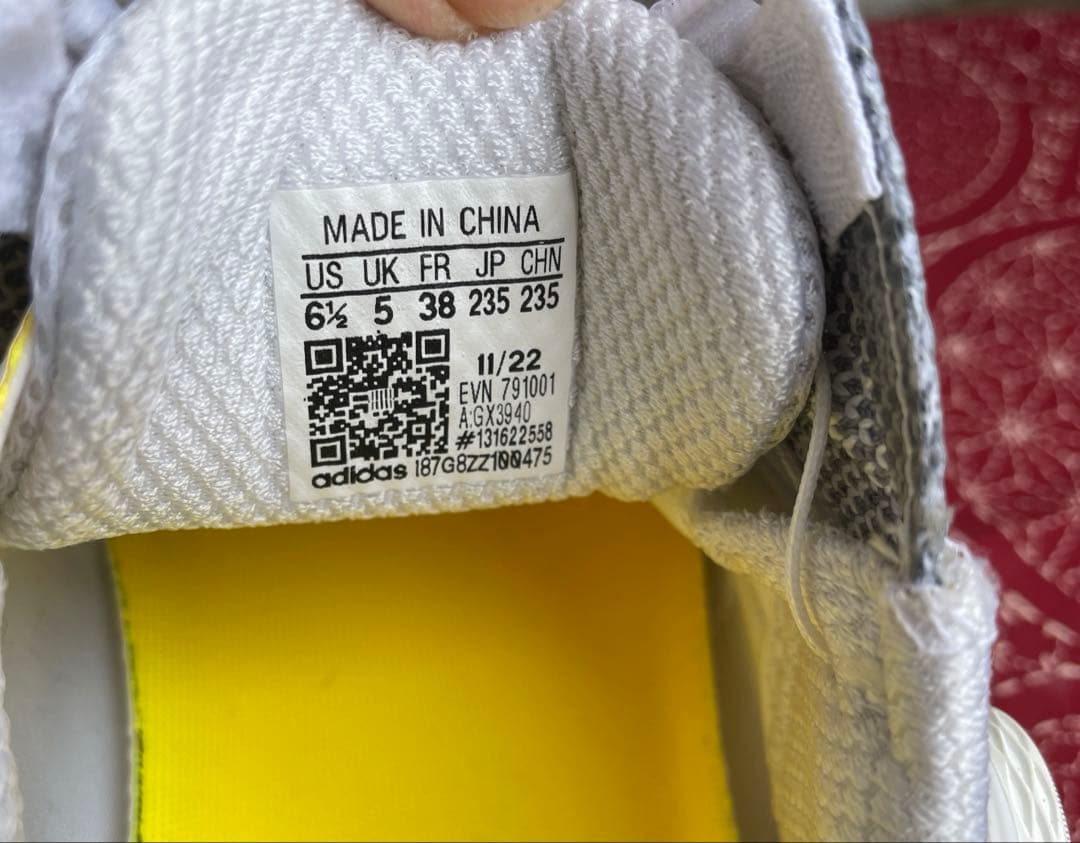 MADE IN CHINA
US UK FR JP CHN
6½ 5 38 235 235
11/22
EVN 791001
A:GX3940
#131622558
adidas I87G8ZZ100475